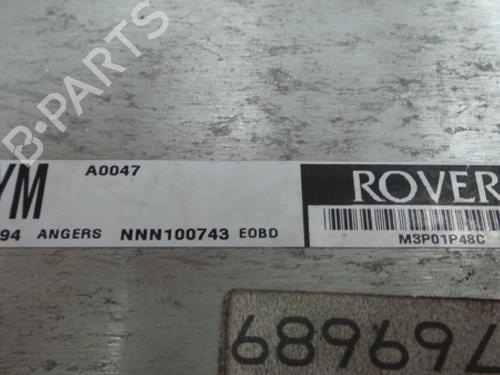 B-PARTS
YM
A0047
ROVER
94 ANGERS NNN100743 EOBD
M3P01P48C
689697